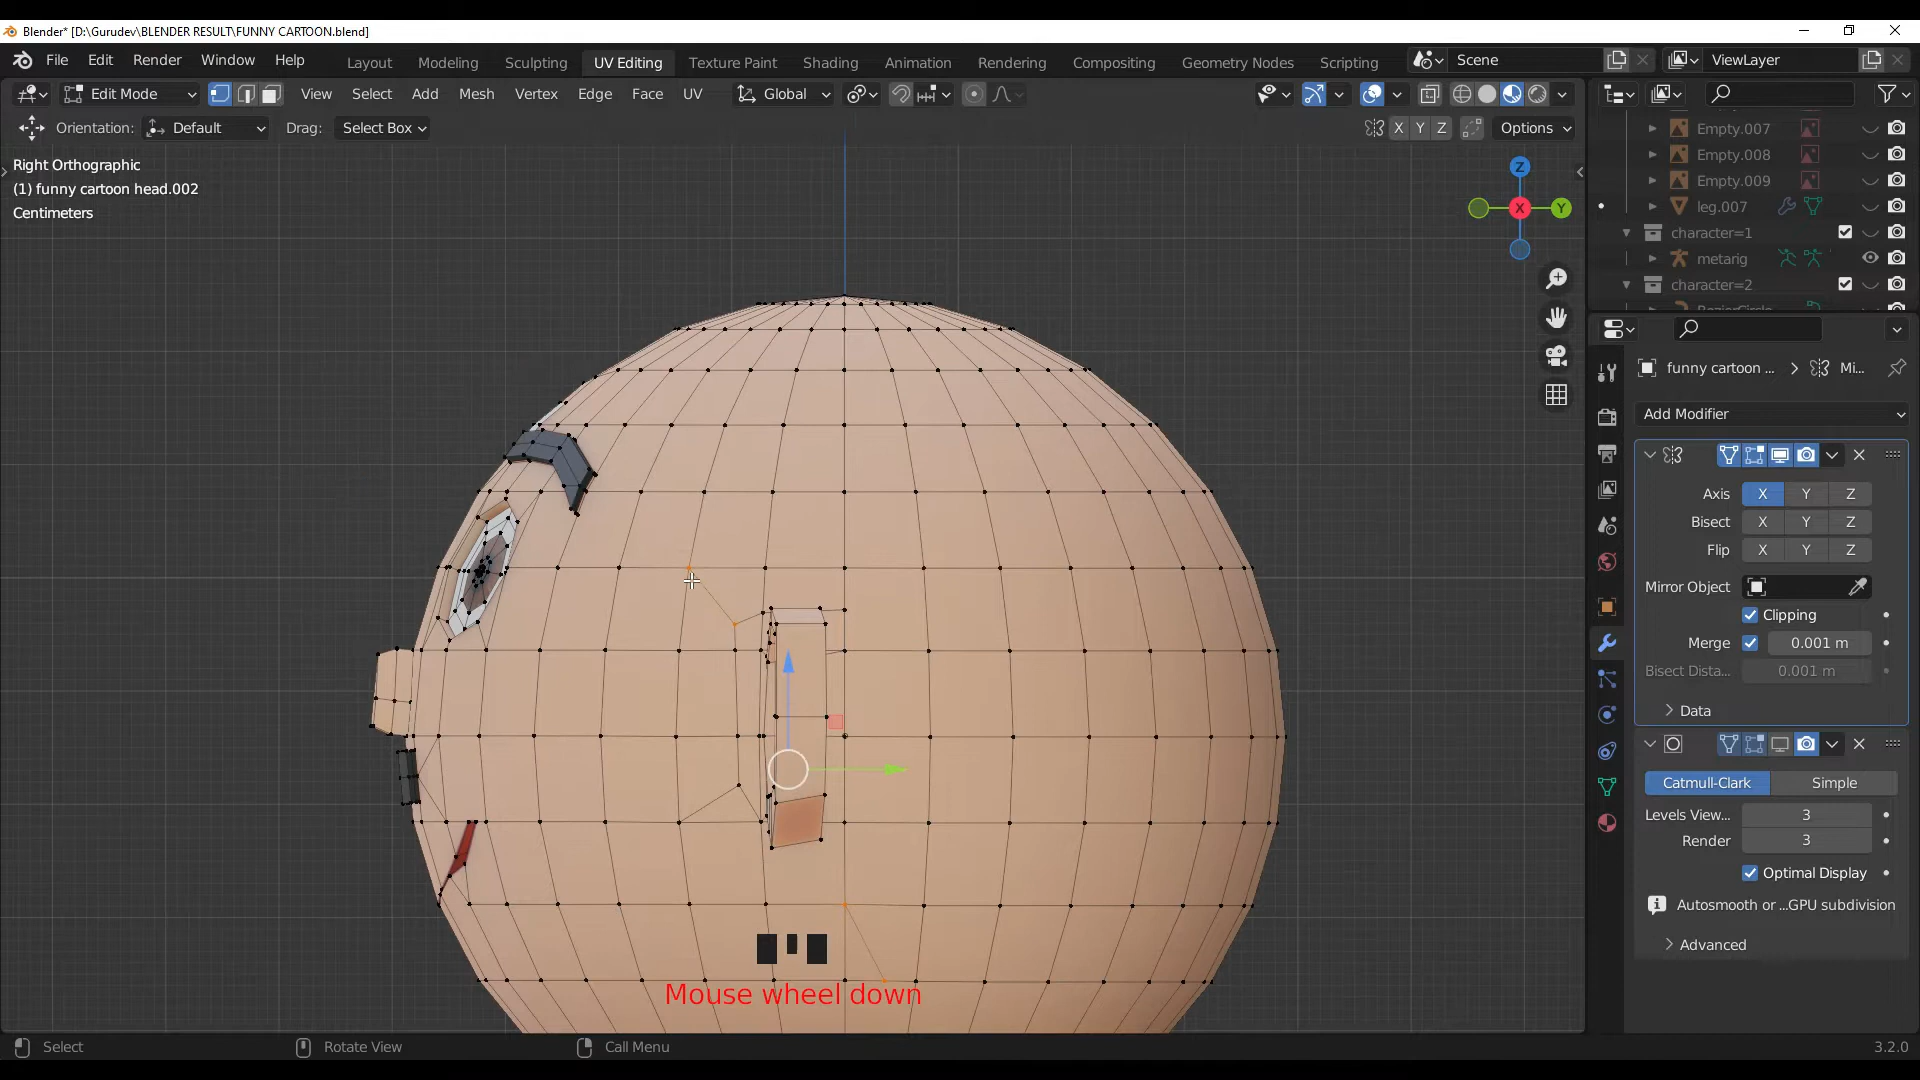 Blender* [D:\Gurudev\BLENDER RESULT\FUNNY CARTOON.blend]
File Edit Render Window Help
Layout Modeling Sculpting UV Editing Texture Paint Shading Animation Rendering Compositing Geometry Nodes Scripting
Scene
ViewLayer
Edit Mode View Select Add Mesh Vertex Edge Face UV Global
Orientation: Default Drag: Select Box
X Y Z Options
Right Orthographic
(1) funny cartoon head.002
Centimeters
Z
X
Y
Empty.007
Empty.008
Empty.009
leg.007
character=1
metarig
character=2
funny cartoon ... Mi...
Add Modifier
Axis X Y Z
Bisect X Y Z
Flip X Y Z
Mirror Object
Clipping
Merge 0.001 m
Bisect Dista... 0.001 m
Data
Catmull-Clark Simple
Levels View... 3
Render 3
Optimal Display
Autosmooth or ...GPU subdivision
Advanced
Mouse wheel down
Select Rotate View Call Menu 3.2.0